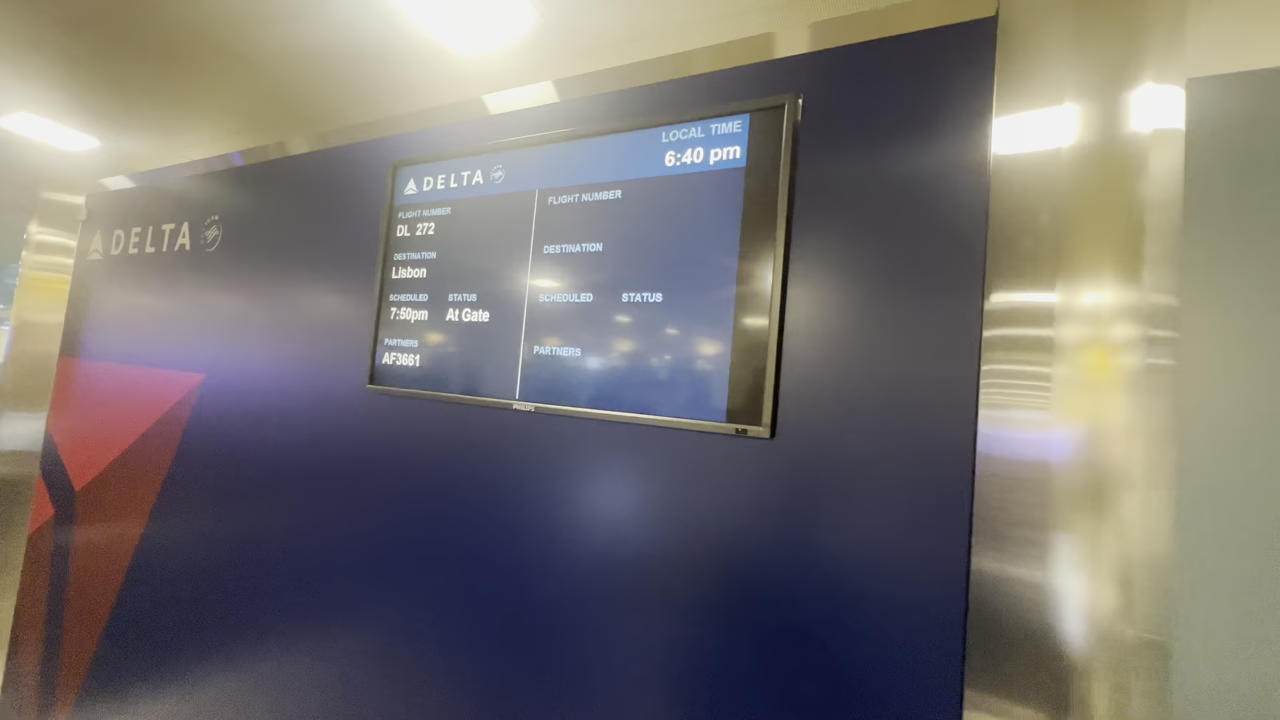 DELTA
DELTA
LOCAL TIME
6:40 pm
FLIGHT NUMBER
DL 272
DESTINATION
Lisbon
SCHEDULED STATUS
7:50pm At Gate
PARTNERS
AF3661
FLIGHT NUMBER
DESTINATION
SCHEDULED STATUS
PARTNERS
PHILIPS